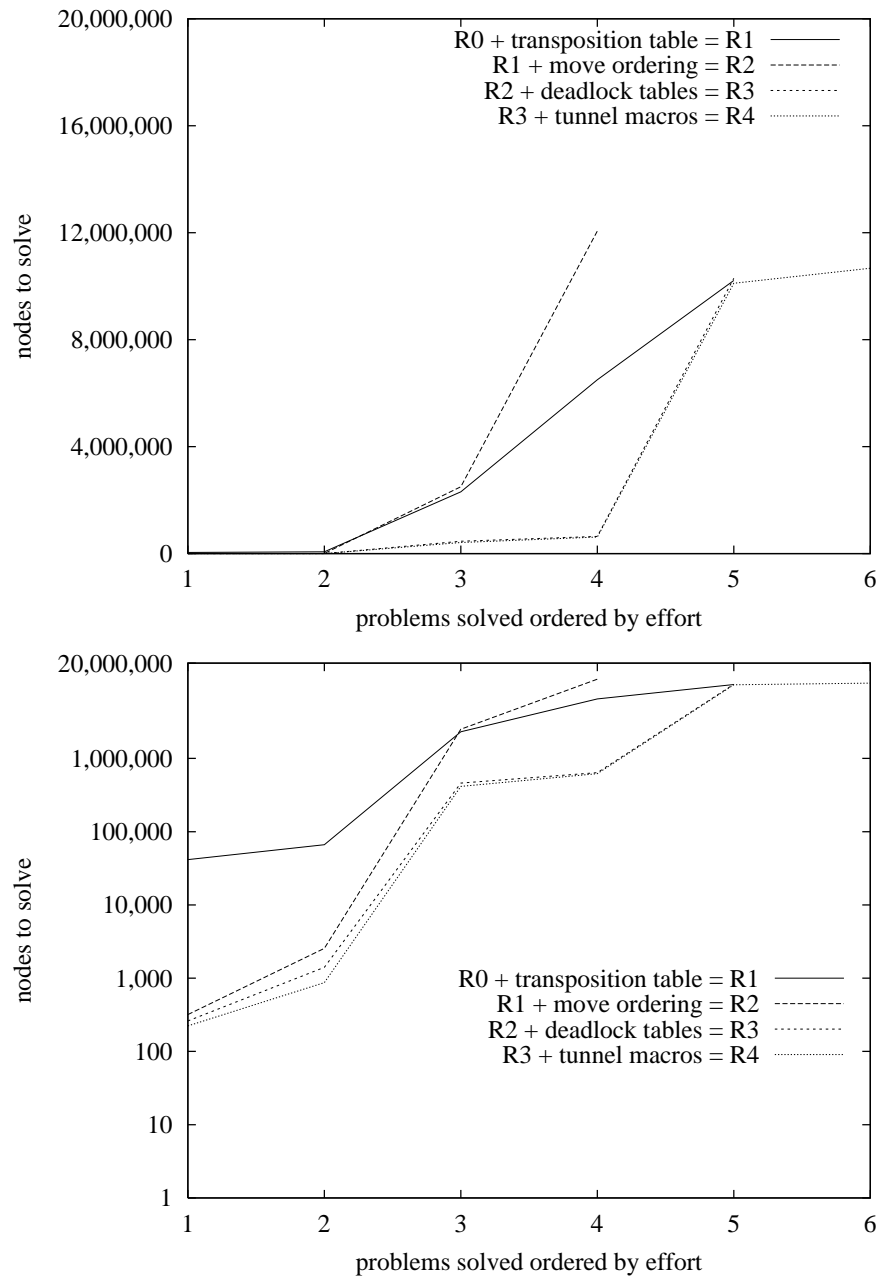 20,000,000
R0 + transposition table = R1
R1 + move ordering = R2
R2 + deadlock tables = R3
R3 + tunnel macros = R4
16,000,000
12,000,000
nodes to solve
8,000,000
4,000,000
0
1 2 3 4 5 6
problems solved ordered by effort
20,000,000
1,000,000
100,000
10,000
nodes to solve
1,000
R0 + transposition table = R1
R1 + move ordering = R2
R2 + deadlock tables = R3
R3 + tunnel macros = R4
100
10
1
1 2 3 4 5 6
problems solved ordered by effort